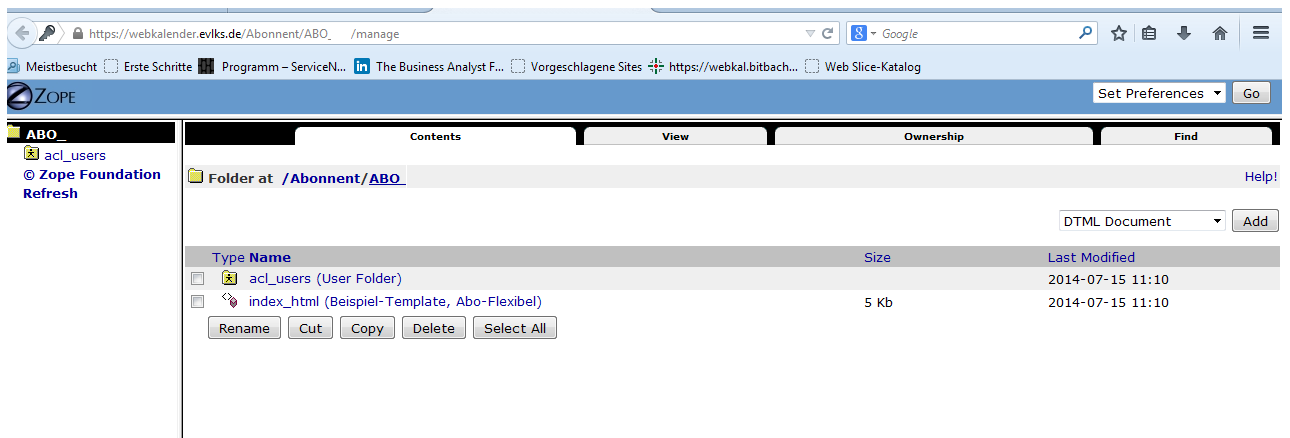 https://webkalender.evlks.de/Abonnent/ABO_ /manage
8 Google
Meistbesucht Erste Schritte Programm – ServiceN... The Business Analyst F... Vorgeschlagene Sites https://webkal.bitbach... Web Slice-Katalog
ZOPE Set Preferences Go
ABO_ Contents View Ownership Find
acl_users
© Zope Foundation
Refresh
Folder at /Abonnent/ABO_ Help!
DTML Document Add
Type Name Size Last Modified
acl_users (User Folder) 2014-07-15 11:10
index_html (Beispiel-Template, Abo-Flexibel) 5 Kb 2014-07-15 11:10
Rename Cut Copy Delete Select All